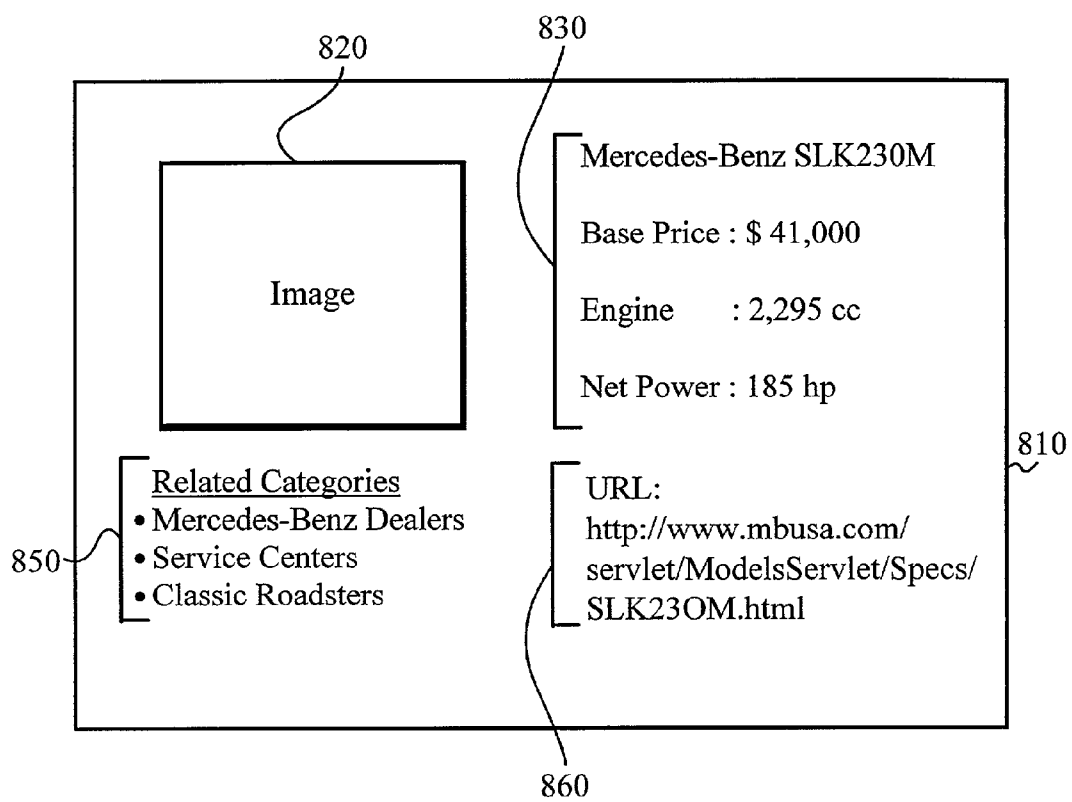 820
830
Image
Mercedes-Benz SLK230M
Base Price : $ 41,000
Engine : 2,295 cc
Net Power : 185 hp
810
850
Related Categories
• Mercedes-Benz Dealers
• Service Centers
• Classic Roadsters
URL:
http://www.mbusa.com/
servlet/ModelsServlet/Specs/
SLK23OM.html
860